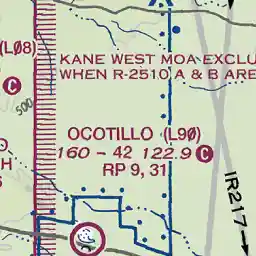 (L08)
KANE WEST MOA EXCLU
WHEN R-2510 A & B ARE
C
500
OCOTILLO (L90)
160 - 42 122.9 C
RP 9, 31
O
H
IR217→